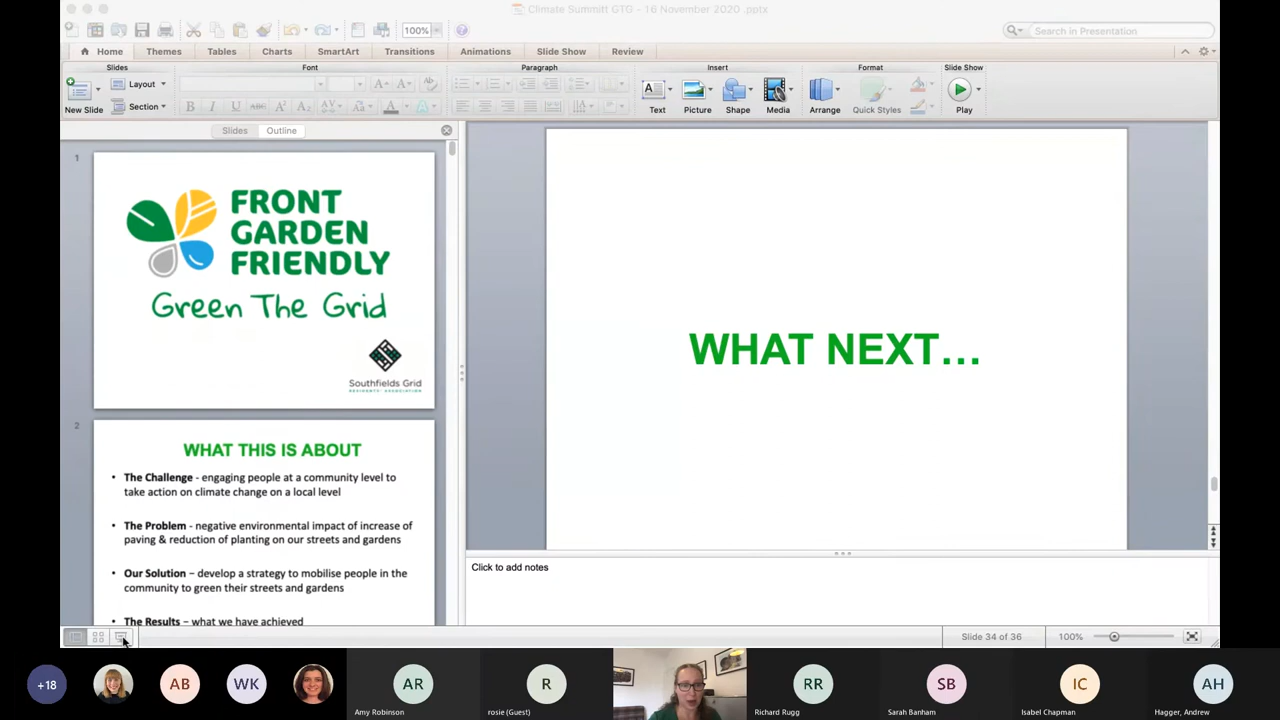 Climate Summitt GTG - 16 November 2020 .pptx
100%
Search in Presentation
Home
Themes
Tables
Charts
SmartArt
Transitions
Animations
Slide Show
Review
Slides
Font
Paragraph
Insert
Format
Slide Show
New Slide
Layout
Section
B I U ABC
Text
Picture
Shape
Media
Arrange
Quick Styles
Play
Slides
Outline
1
FRONT
GARDEN
FRIENDLY
Green The Grid
Southfields Grid
RESIDENTS' ASSOCIATION
2
WHAT THIS IS ABOUT
• The Challenge - engaging people at a community level to
take action on climate change on a local level
• The Problem - negative environmental impact of increase of
paving & reduction of planting on our streets and gardens
• Our Solution – develop a strategy to mobilise people in the
community to green their streets and gardens
• The Results – what we have achieved
WHAT NEXT…
Click to add notes
Slide 34 of 36
100%
+18
AB
WK
AR
Amy Robinson
R
rosie (Guest)
RR
Richard Rugg
SB
Sarah Banham
IC
Isabel Chapman
AH
Hagger, Andrew